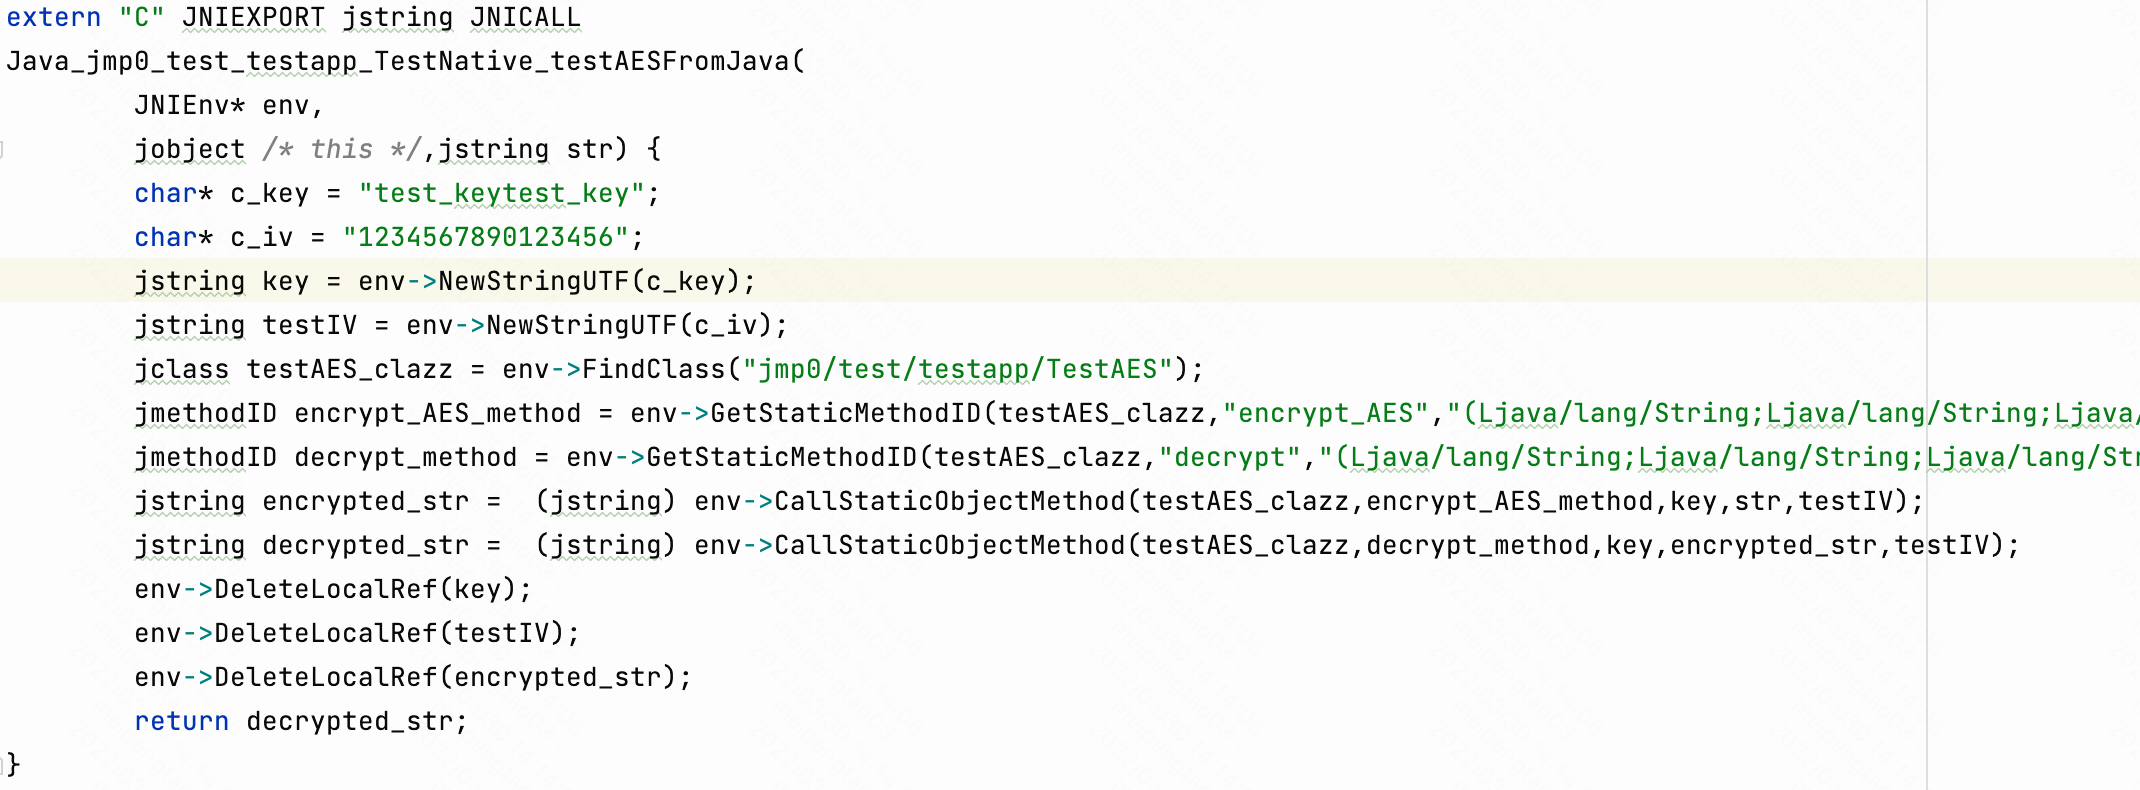 extern "C" JNIEXPORT jstring JNICALL
Java_jmp0_test_testapp_TestNative_testAESFromJava(
        JNIEnv* env,
        jobject /* this */,jstring str) {
        char* c_key = "test_keytest_key";
        char* c_iv = "1234567890123456";
        jstring key = env->NewStringUTF(c_key);
        jstring testIV = env->NewStringUTF(c_iv);
        jclass testAES_clazz = env->FindClass("jmp0/test/testapp/TestAES");
        jmethodID encrypt_AES_method = env->GetStaticMethodID(testAES_clazz,"encrypt_AES","(Ljava/lang/String;Ljava/lang/String;Ljava/
        jmethodID decrypt_method = env->GetStaticMethodID(testAES_clazz,"decrypt","(Ljava/lang/String;Ljava/lang/String;Ljava/lang/Str
        jstring encrypted_str =  (jstring) env->CallStaticObjectMethod(testAES_clazz,encrypt_AES_method,key,str,testIV);
        jstring decrypted_str =  (jstring) env->CallStaticObjectMethod(testAES_clazz,decrypt_method,key,encrypted_str,testIV);
        env->DeleteLocalRef(key);
        env->DeleteLocalRef(testIV);
        env->DeleteLocalRef(encrypted_str);
        return decrypted_str;
}